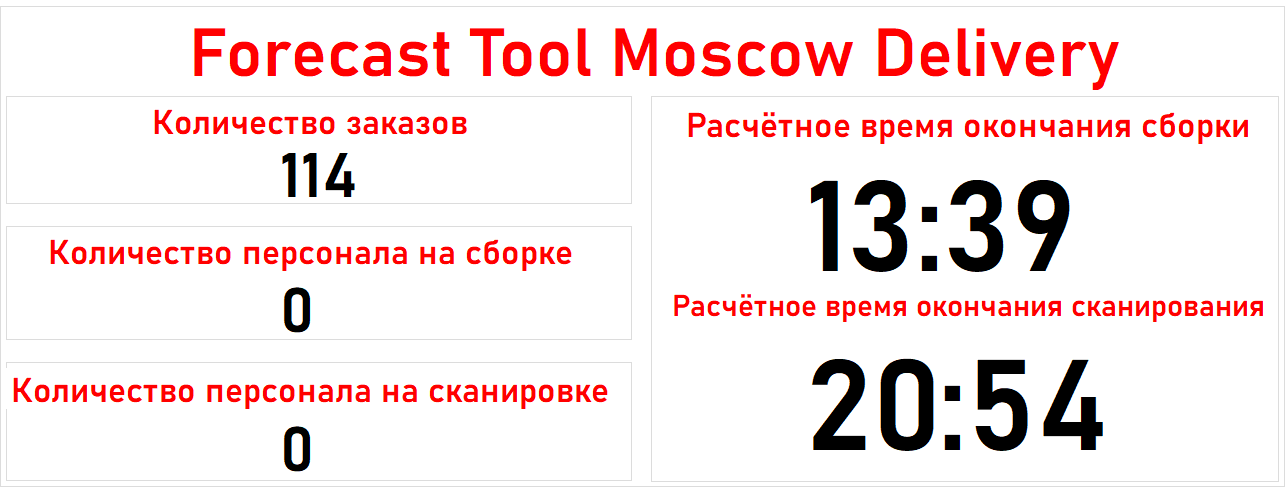 Forecast Tool Moscow Delivery
Количество заказов
114
Количество персонала на сборке
0
Количество персонала на сканировке
0
Расчётное время окончания сборки
13:39
Расчётное время окончания сканирования
20:54